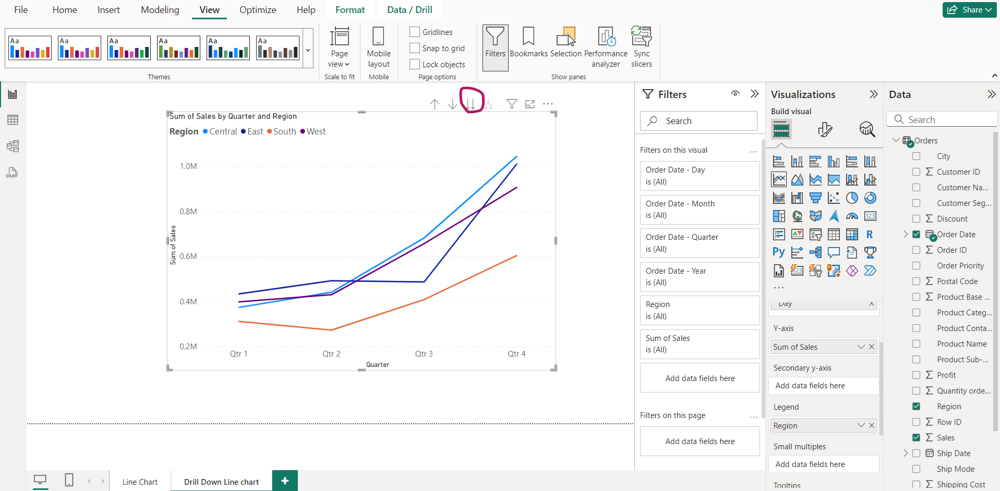 File Home Insert Modeling View Optimize Help Format Data / Drill Share
Aa Aa Aa Aa Aa Aa
Themes
Page view
Scale to fit
Mobile layout
Mobile
Gridlines
Snap to grid
Lock objects
Page options
Filters Bookmarks Selection Performance analyzer Sync slicers
Show panes
DAX
Sum of Sales by Quarter and Region
Region Central East South West
1.0M
0.8M
0.6M
0.4M
0.2M
Sum of Sales
Qtr 1 Qtr 2 Qtr 3 Qtr 4
Quarter
Filters
Search
Filters on this visual ...
Order Date - Day
is (All)
Order Date - Month
is (All)
Order Date - Quarter
is (All)
Order Date - Year
is (All)
Region
is (All)
Sum of Sales
is (All)
Add data fields here
Filters on this page ...
Add data fields here
Visualizations
Build visual
123
R
Py
123
...
Day
Y-axis
Sum of Sales
Secondary y-axis
Add data fields here
Legend
Region
Small multiples
Add data fields here
Tooltips
Data
Search
Orders
City
Customer ID
Customer Na...
Customer Seg...
Discount
Order Date
Order ID
Order Priority
Postal Code
Product Base ...
Product Categ...
Product Conta...
Product Name
Product Sub-...
Profit
Quantity orde...
Region
Row ID
Sales
Ship Date
Ship Mode
Shipping Cost
Line Chart Drill Down Line chart +